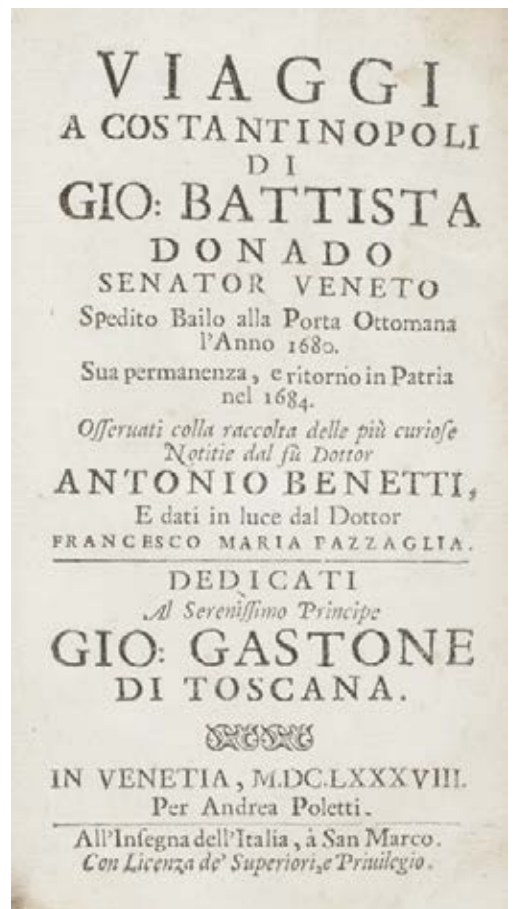 VIAGGI
A COSTANTINOPOLI
DI
GIO: BATTISTA
DONADO
SENATOR VENETO
Spedito Bailo alla Porta Ottomana
l'Anno 1680.
Sua permanenza, e ritorno in Patria
nel 1684.
Osseruati colla raccolta delle più curiose
Notitie dal fù Dottor
ANTONIO BENETTI,
E dati in luce dal Dottor
FRANCESCO MARIA PAZZAGLIA.
DEDICATI
Al Serenissimo Principe
GIO: GASTONE
DI TOSCANA.
IN VENETIA, M.DC.LXXXVIII.
Per Andrea Poletti.
All'Insegna dell'Italia, à San Marco.
Con Licenza de' Superiori, e Priuilegio.